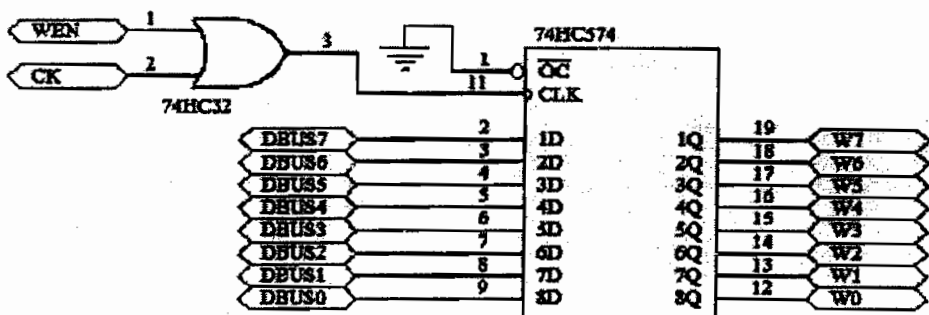 WEN 1
3
74HC574
1 OC
CK 2
11 CLK
74HC32
DBUS7 2 1D 1Q 19 W7
DBUS6 3 2D 2Q 18 W6
DBUS5 4 3D 3Q 17 W5
DBUS4 5 4D 4Q 16 W4
DBUS3 6 5D 5Q 15 W3
DBUS2 7 6D 6Q 14 W2
DBUS1 8 7D 7Q 13 W1
DBUS0 9 8D 8Q 12 W0